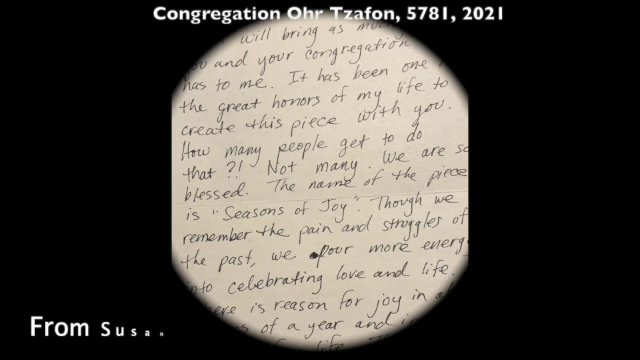 Congregation Ohr Tzafon, 5781, 2021
will bring as
and your congregation
has to me. It has been one
the great honors of my life to
create this piece with you.
How many people get to do
that?! Not many. We are so
blessed. The name of the piece
is "Seasons of Joy". Though we
remember the pain and struggles of
the past, we pour more energ
into celebrating love and life.
is reason for joy in
of a year and
From Susan